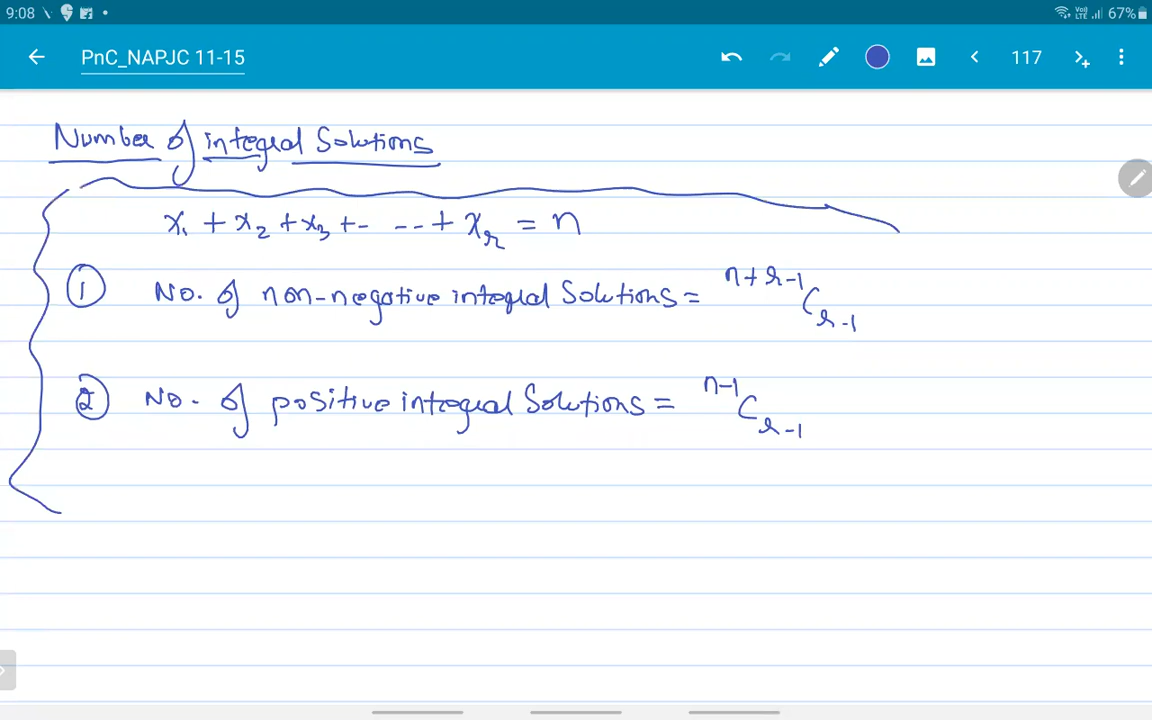 9:08 67%
PnC_NAPJC 11-15 117
Number of integral Solutions
x₁ + x₂ + x₃ + - -- + xᵣ = n
① No. of non-negative integral Solutions = ⁿ⁺ʳ⁻¹Cᵣ₋₁
② No. of positive integral Solutions = ⁿ⁻¹Cᵣ₋₁